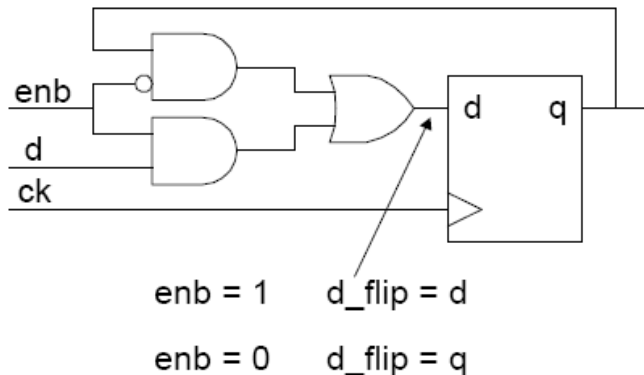 enb
d
ck
d q
enb = 1 d_flip = d
enb = 0 d_flip = q